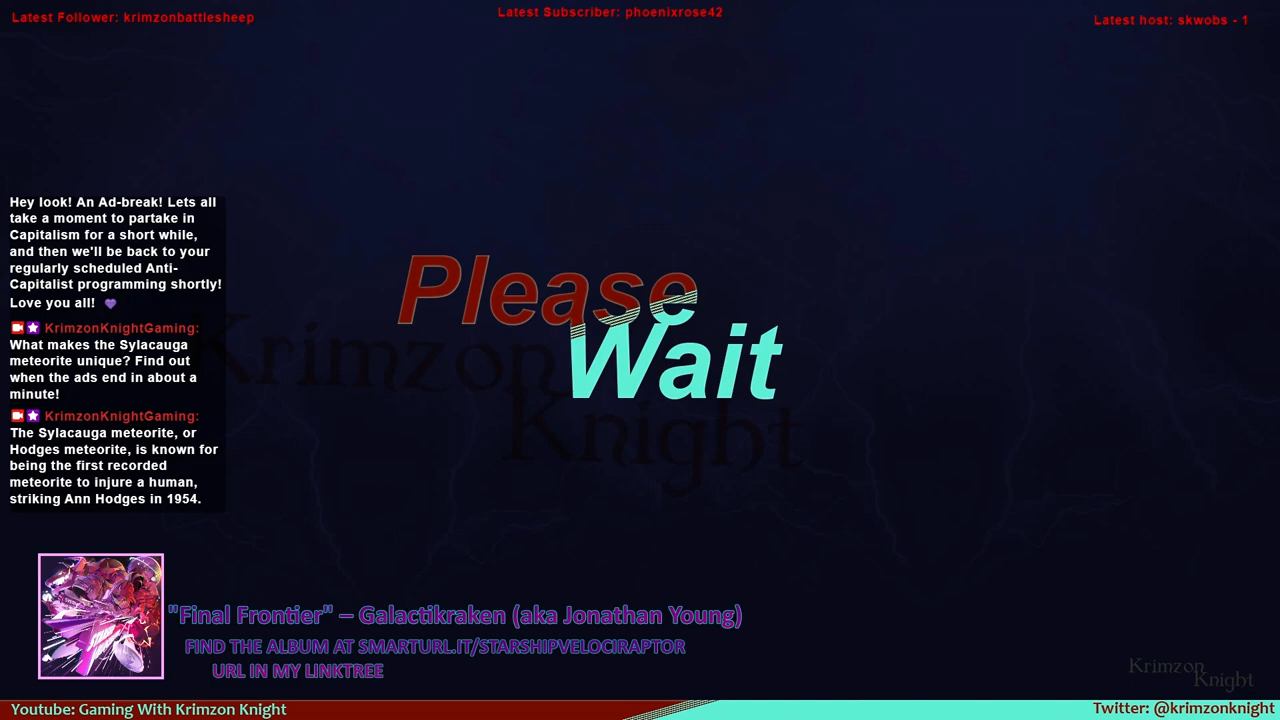 Latest Follower: krimzonbattlesheep
Latest Subscriber: phoenixrose42
Latest host: skwobs - 1
Hey look! An Ad-break! Lets all
take a moment to partake in
Capitalism for a short while,
and then we'll be back to your
regularly scheduled Anti-
Capitalist programming shortly!
Love you all!
KrimzonKnightGaming:
What makes the Sylacauga
meteorite unique? Find out
when the ads end in about a
minute!
KrimzonKnightGaming:
The Sylacauga meteorite, or
Hodges meteorite, is known for
being the first recorded
meteorite to injure a human,
striking Ann Hodges in 1954.
Please
Wait
Krimzon
Knight
"Final Frontier" – Galactikraken (aka Jonathan Young)
FIND THE ALBUM AT SMARTURL.IT/STARSHIPVELOCIRAPTOR
URL IN MY LINKTREE
Krimzon
Knight
Youtube: Gaming With Krimzon Knight
Twitter: @krimzonknight